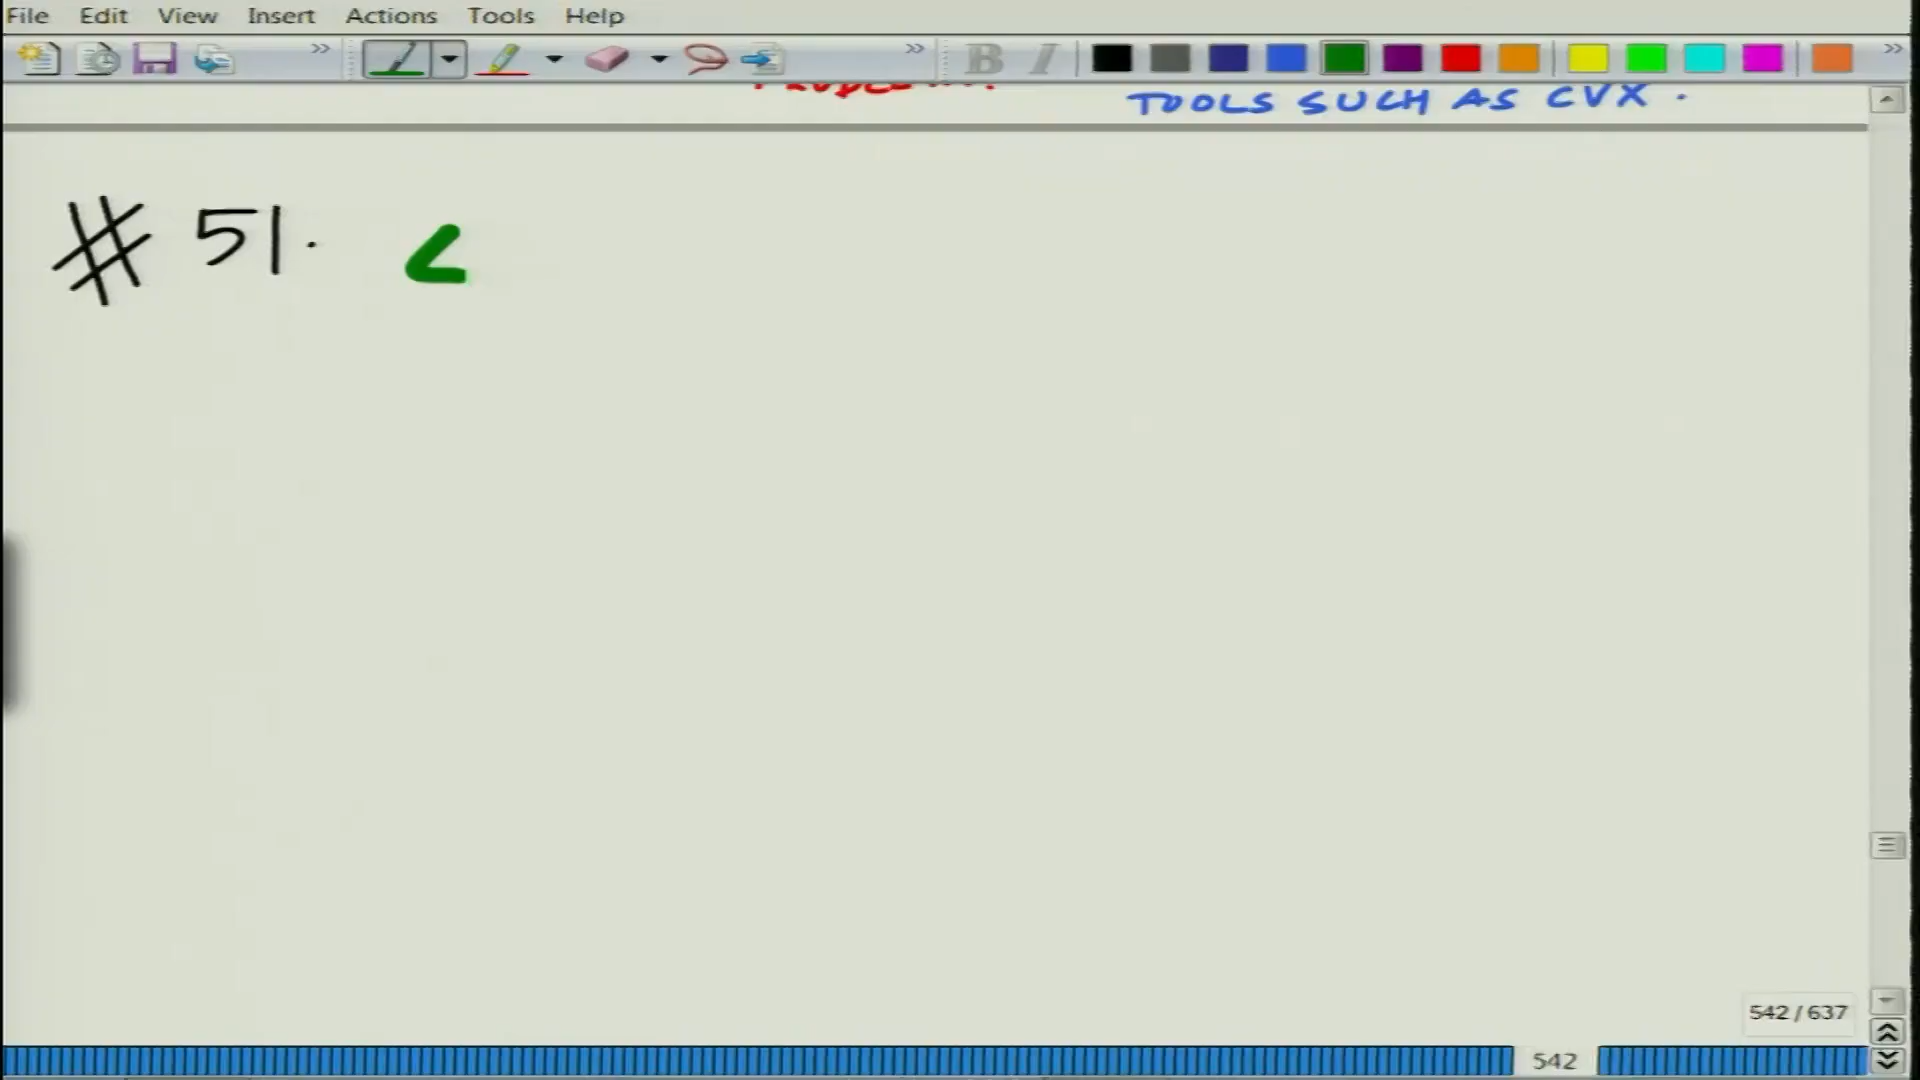 File Edit View Insert Actions Tools Help
B I
TOOLS SUCH AS CVX .
# 51.
542 / 637
542